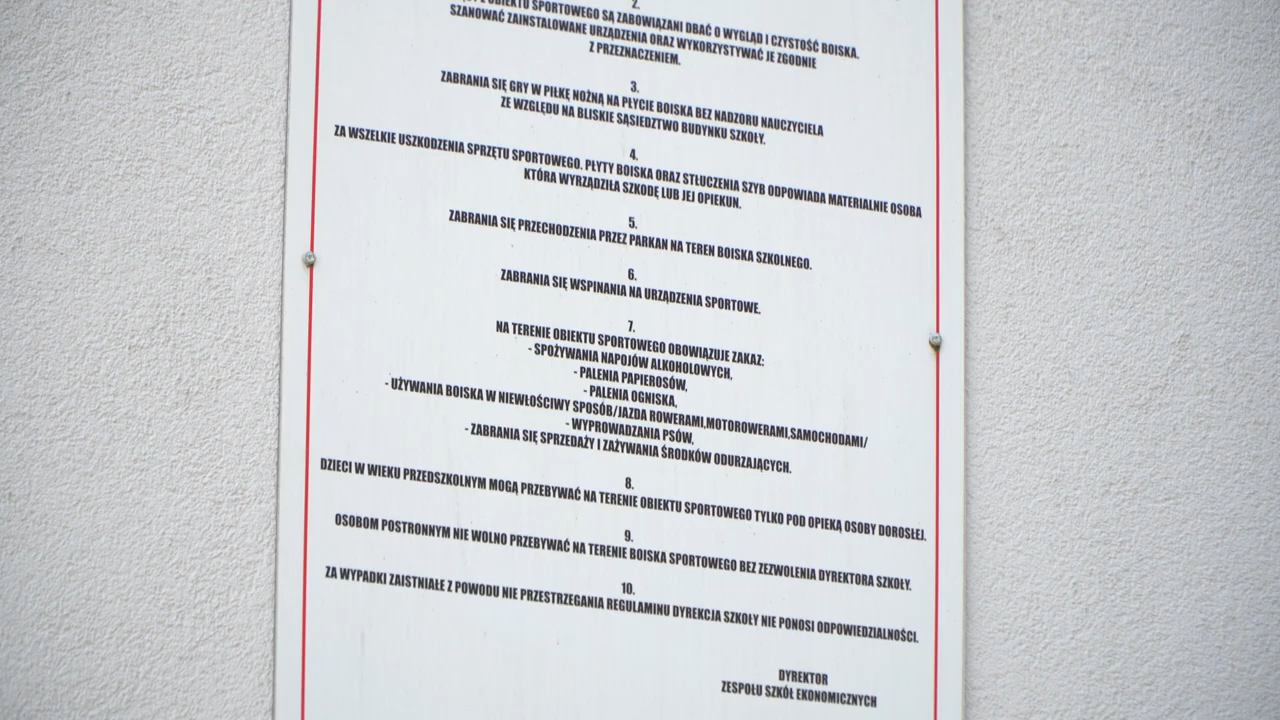 2.
Z OBIEKTU SPORTOWEGO SĄ ZABOWIĄZANI DBAĆ O WYGLĄD I CZYSTOŚĆ BOISKA.
SZANOWAĆ ZAINSTALOWANE URZĄDZENIA ORAZ WYKORZYSTYWAĆ JE ZGODNIE
Z PRZEZNACZENIEM.
3.
ZABRANIA SIĘ GRY W PIŁKĘ NOŻNĄ NA PŁYCIE BOISKA BEZ NADZORU NAUCZYCIELA
ZE WZGLĘDU NA BLISKIE SĄSIEDZTWO BUDYNKU SZKOŁY.
4.
ZA WSZELKIE USZKODZENIA SPRZĘTU SPORTOWEGO. PŁYTY BOISKA ORAZ STŁUCZENIA SZYB ODPOWIADA MATERIALNIE OSOBA
KTÓRA WYRZĄDZIŁA SZKODĘ LUB JEJ OPIEKUN.
5.
ZABRANIA SIĘ PRZECHODZENIA PRZEZ PARKAN NA TEREN BOISKA SZKOLNEGO.
6.
ZABRANIA SIĘ WSPINANIA NA URZĄDZENIA SPORTOWE.
7.
NA TERENIE OBIEKTU SPORTOWEGO OBOWIĄZUJE ZAKAZ:
- SPOŻYWANIA NAPOJÓW ALKOHOLOWYCH,
- PALENIA PAPIEROSÓW,
- PALENIA OGNISKA,
- UŻYWANIA BOISKA W NIEWŁOŚCIWY SPOSÓB/JAZDA ROWERAMI,MOTOROWERAMI,SAMOCHODAMI/
- WYPROWADZANIA PSÓW,
- ZABRANIA SIĘ SPRZEDAŻY I ZAŻYWANIA ŚRODKÓW ODURZAJĄCYCH.
8.
DZIECI W WIEKU PRZEDSZKOLNYM MOGĄ PRZEBYWAĆ NA TERENIE OBIEKTU SPORTOWEGO TYLKO POD OPIEKĄ OSOBY DOROSŁEJ.
9.
OSOBOM POSTRONNYM NIE WOLNO PRZEBYWAĆ NA TERENIE BOISKA SPORTOWEGO BEZ ZEZWOLENIA DYREKTORA SZKOŁY.
10.
ZA WYPADKI ZAISTNIAŁE Z POWODU NIE PRZESTRZEGANIA REGULAMINU DYREKCJA SZKOŁY NIE PONOSI ODPOWIEDZIALNOŚCI.
DYREKTOR
ZESPOŁU SZKÓŁ EKONOMICZNYCH